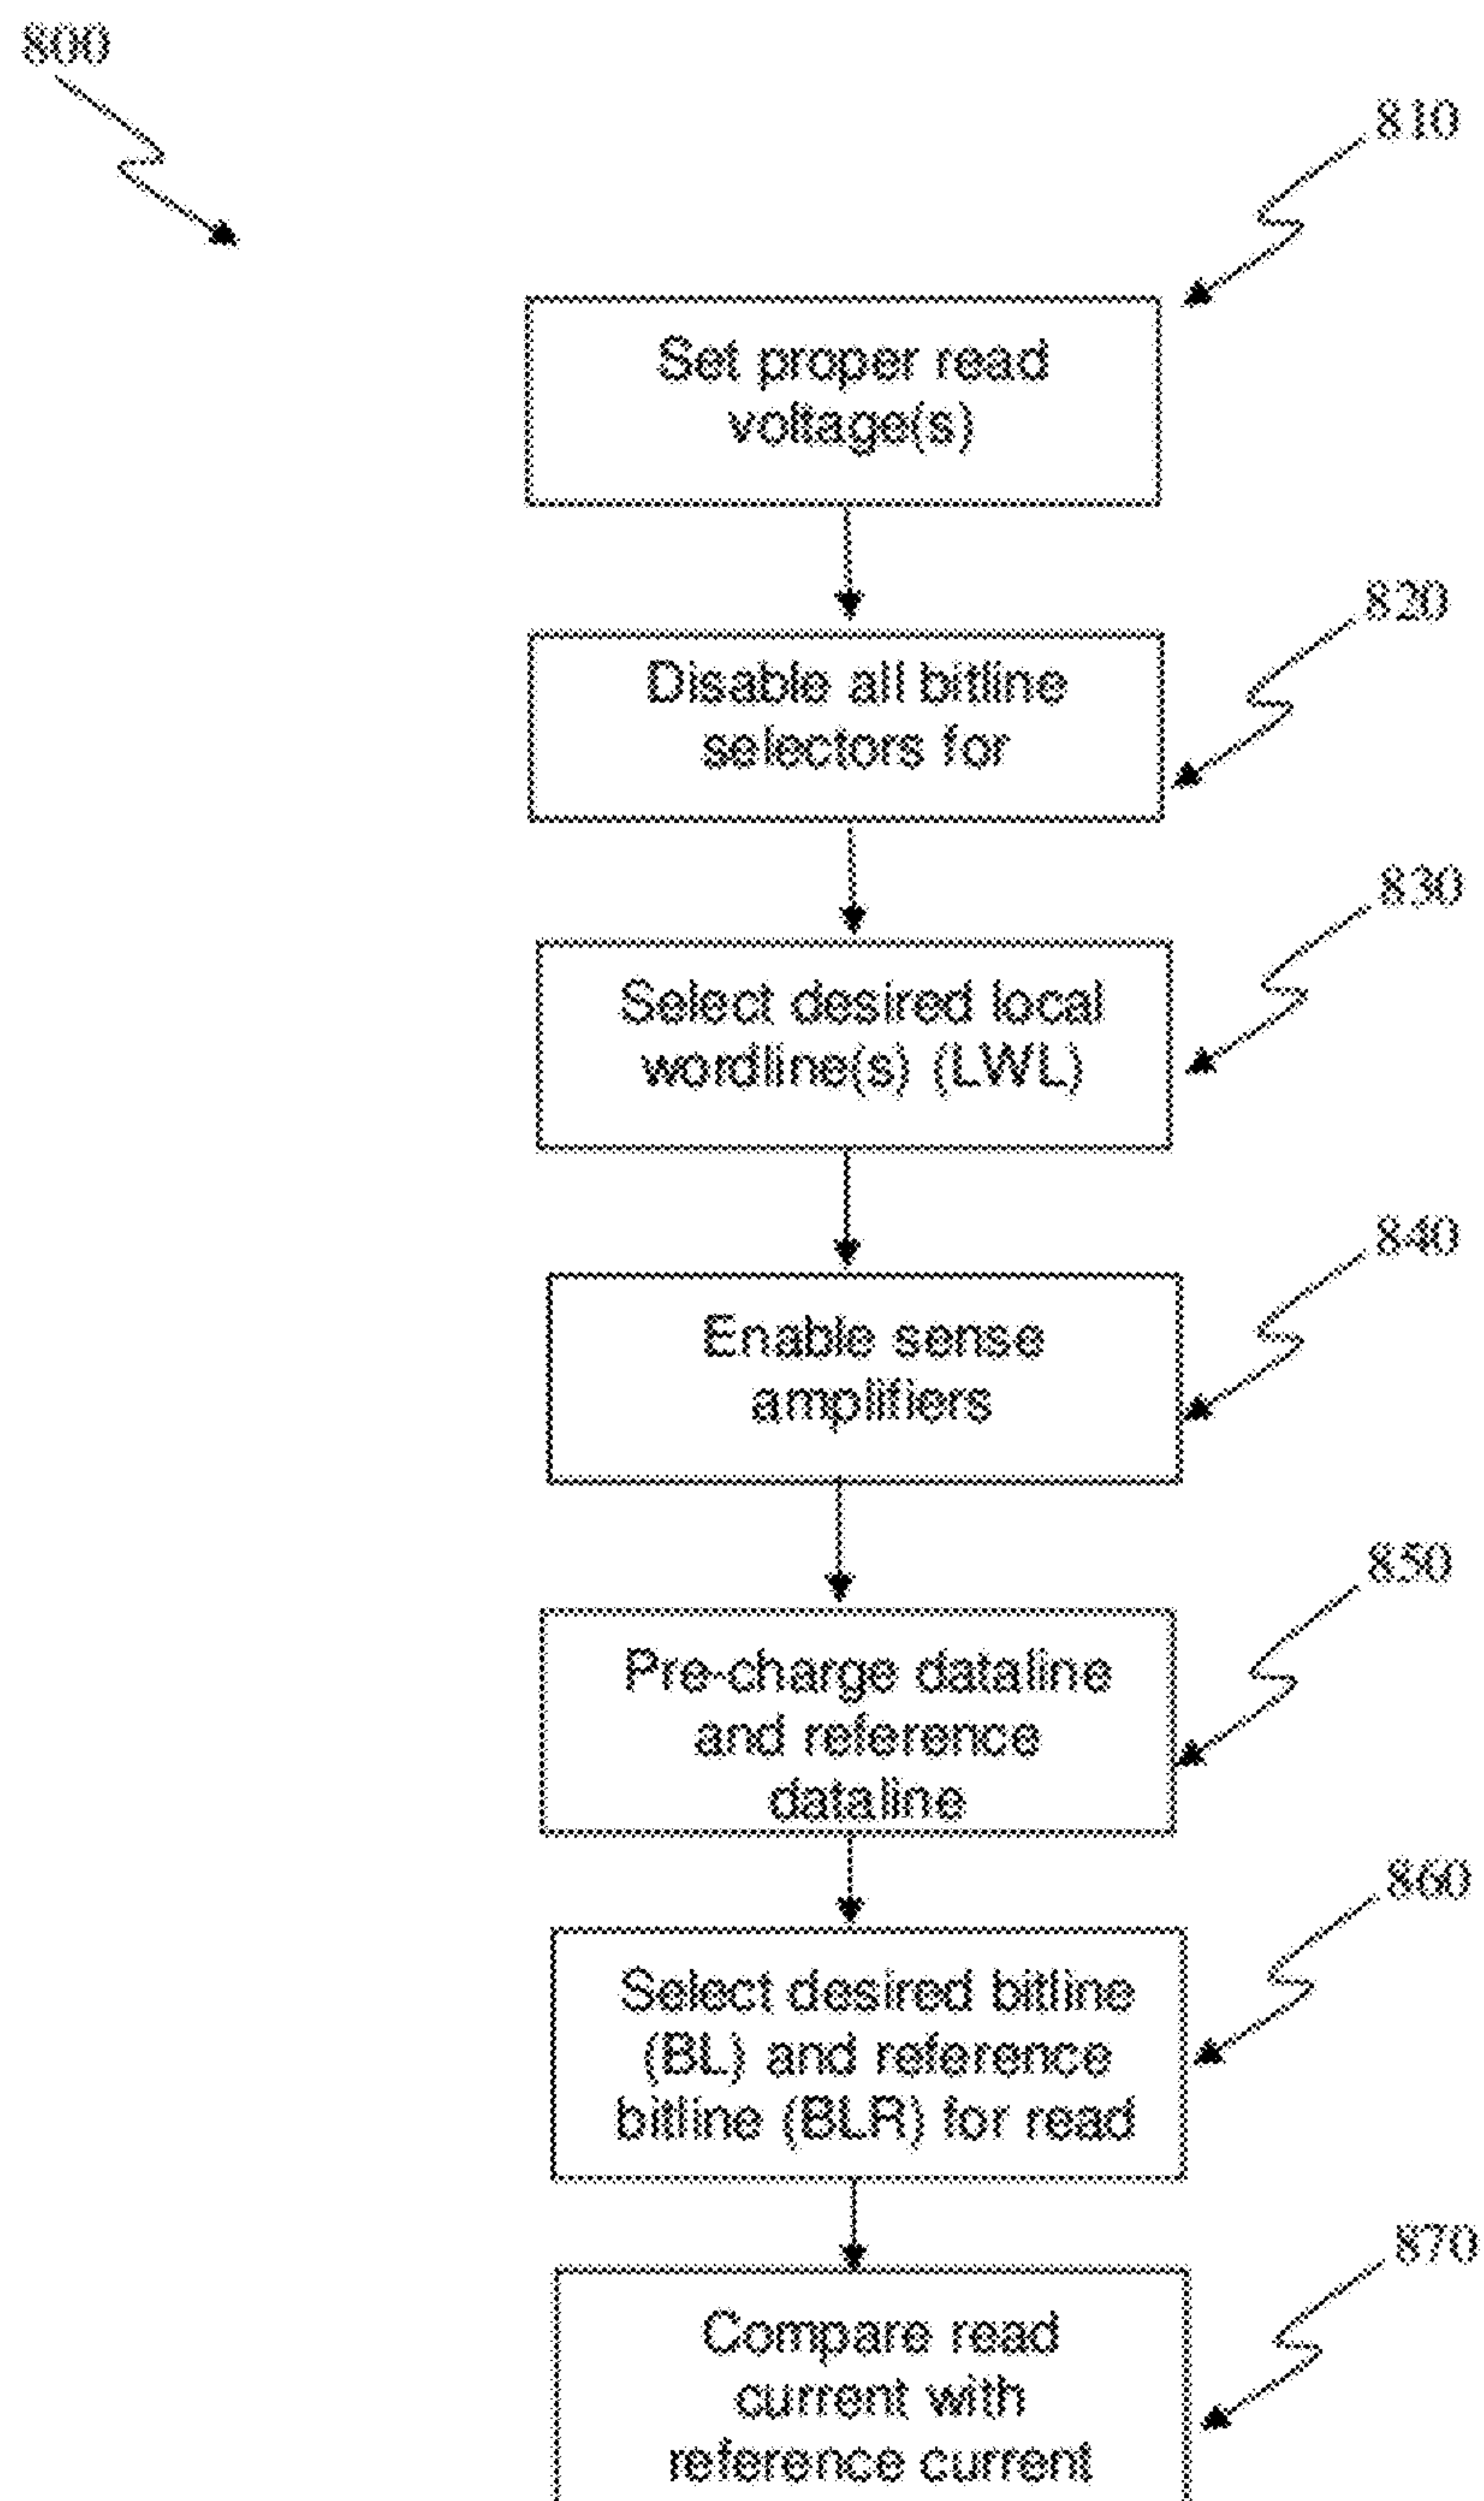 800
810
Set proper read
voltage(s)
820
Disable all bitline
selectors for
830
Select desired local
wordline(s) (LWL)
840
Enable sense
amplifiers
850
Pre-charge dataline
and reference
dataline
860
Select desired bitline
(BL) and reference
bitline (BLR) for read
870
Compare read
current with
reference current